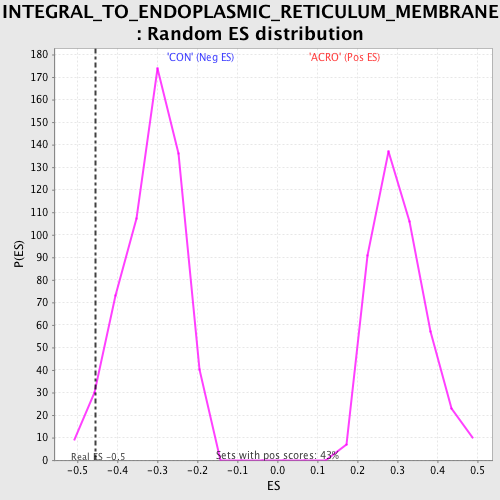 INTEGRAL_TO_ENDOPLASMIC_RETICULUM_MEMBRANE
: Random ES distribution
'CON' (Neg ES)
'ACRO' (Pos ES)
180
170
160
150
140
130
120
110
100
90
80
70
60
50
40
30
20
10
0
P(ES)
Real ES -0,5
Sets with pos scores: 43%
-0.5 -0.4 -0.3 -0.2 -0.1 0.0 0.1 0.2 0.3 0.4 0.5
ES